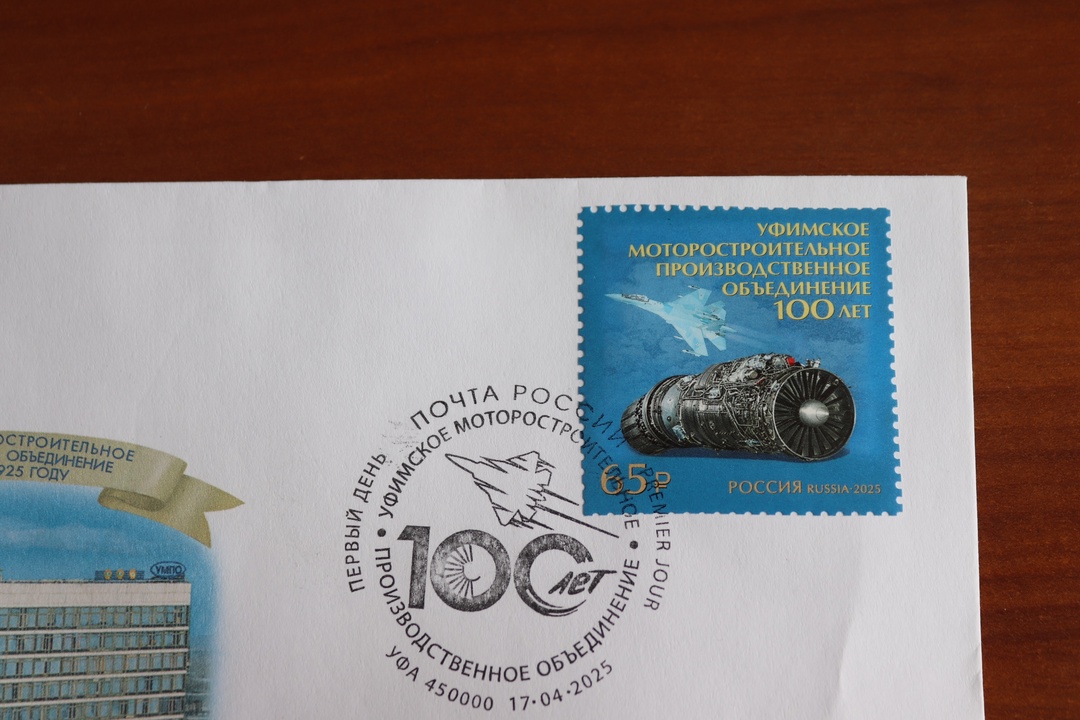 УФИМСКОЕ
МОТОРОСТРОИТЕЛЬНОЕ
ПРОИЗВОДСТВЕННОЕ
ОБЪЕДИНЕНИЕ
100 ЛЕТ
65 ₽
РОССИЯ RUSSIA·2025
ПЕРВЫЙ ДЕНЬ ПОЧТА РОССИИ PREMIER JOUR
• УФИМСКОЕ МОТОРОСТРОИТЕЛЬНОЕ •
100 лет
ПРОИЗВОДСТВЕННОЕ ОБЪЕДИНЕНИЕ
УФА 450000 17·04·2025
ОСТРОИТЕЛЬНОЕ
ОБЪЕДИНЕНИЕ
925 ГОДУ
УМПО